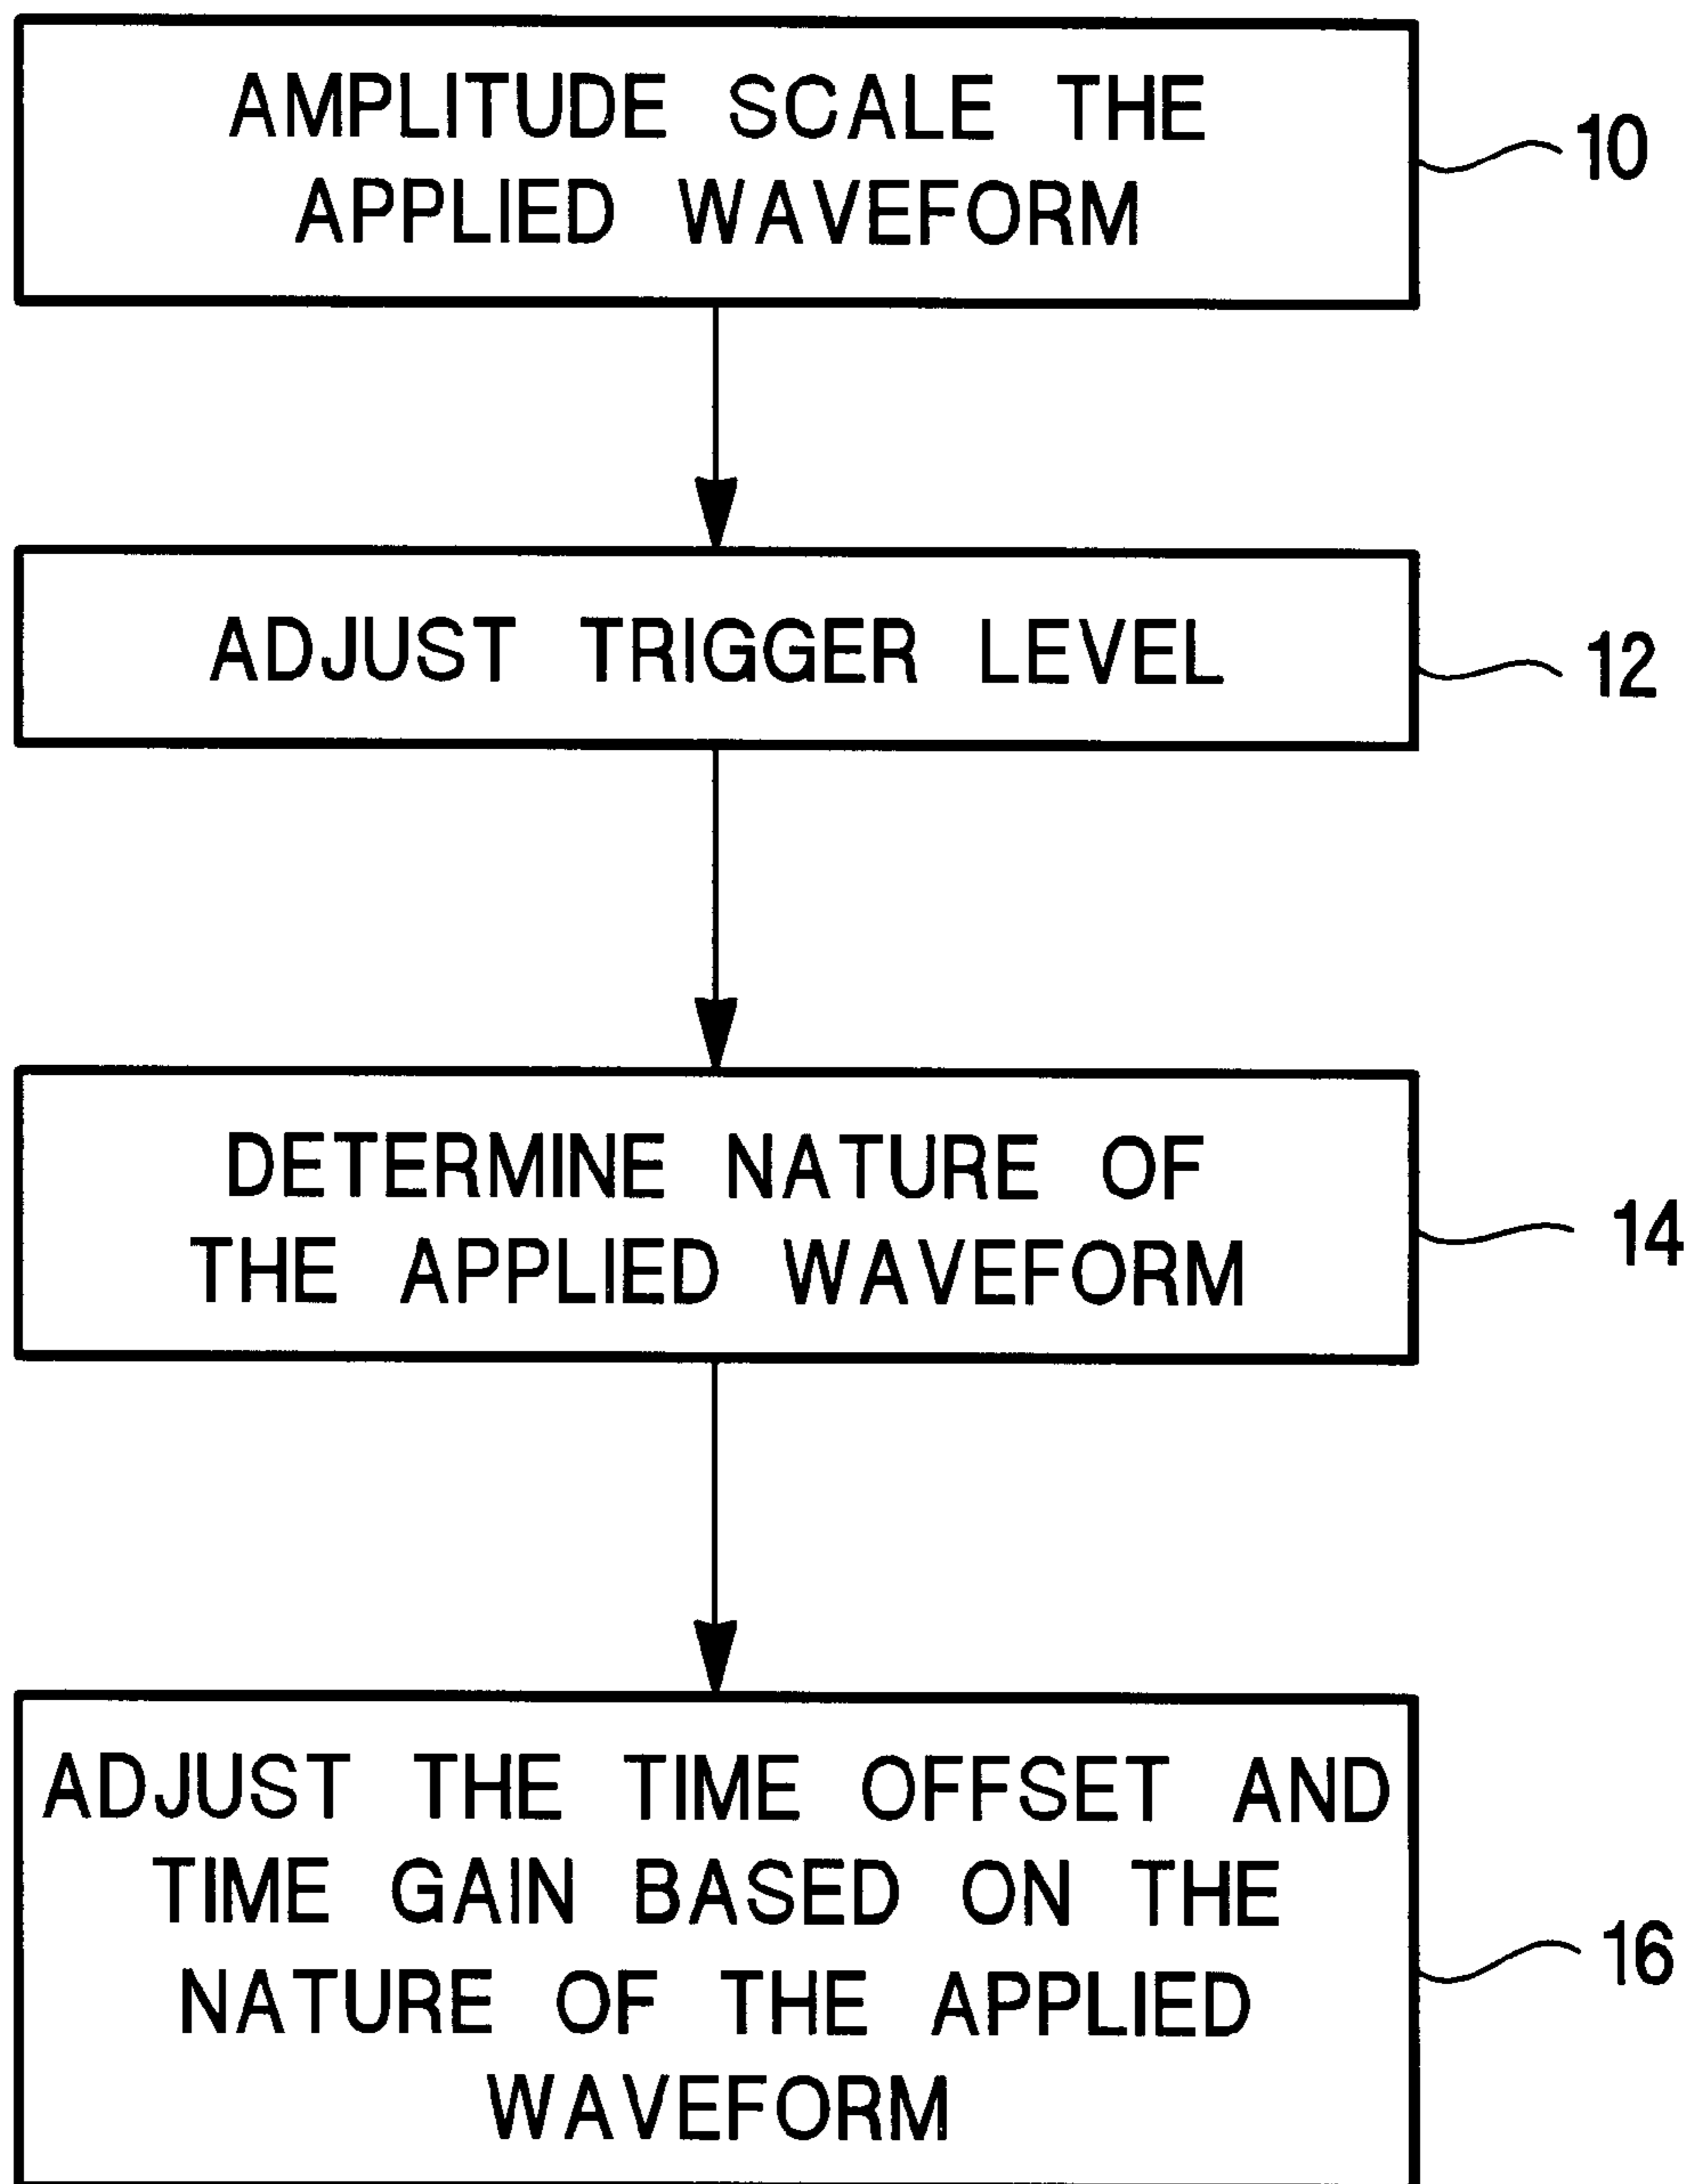 AMPLITUDE SCALE THE
APPLIED WAVEFORM
10
ADJUST TRIGGER LEVEL
12
DETERMINE NATURE OF
THE APPLIED WAVEFORM
14
ADJUST THE TIME OFFSET AND
TIME GAIN BASED ON THE
NATURE OF THE APPLIED
WAVEFORM
16